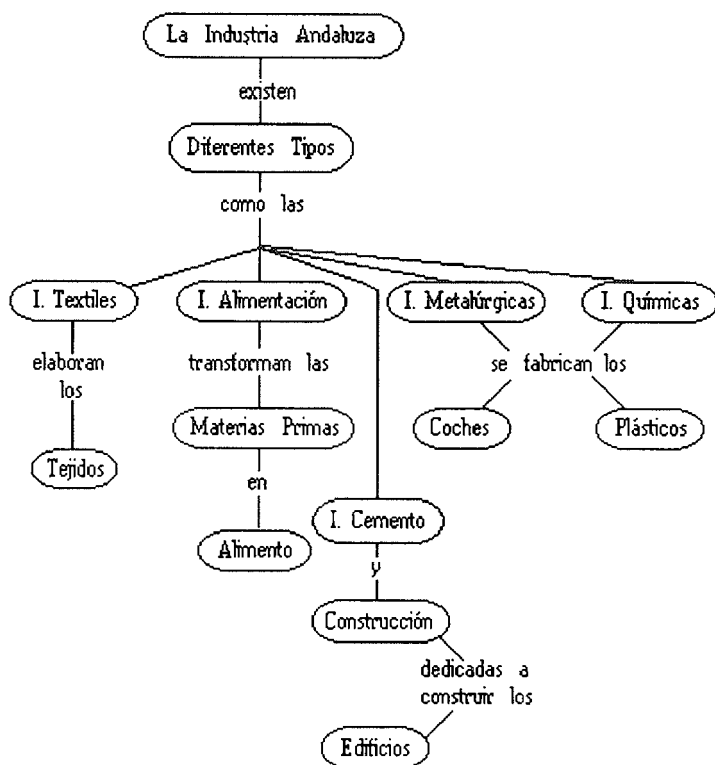 La Industria Andaluza
existen
Diferentes Tipos
como las
I. Textiles
I. Alimentación
I. Metalúrgicas
I. Químicas
elaboran
los
transforman las
se fabrican los
Tejidos
Materias Primas
Coches
Plásticos
en
Alimento
I. Cemento
y
Construcción
dedicadas a
construir los
Edificios